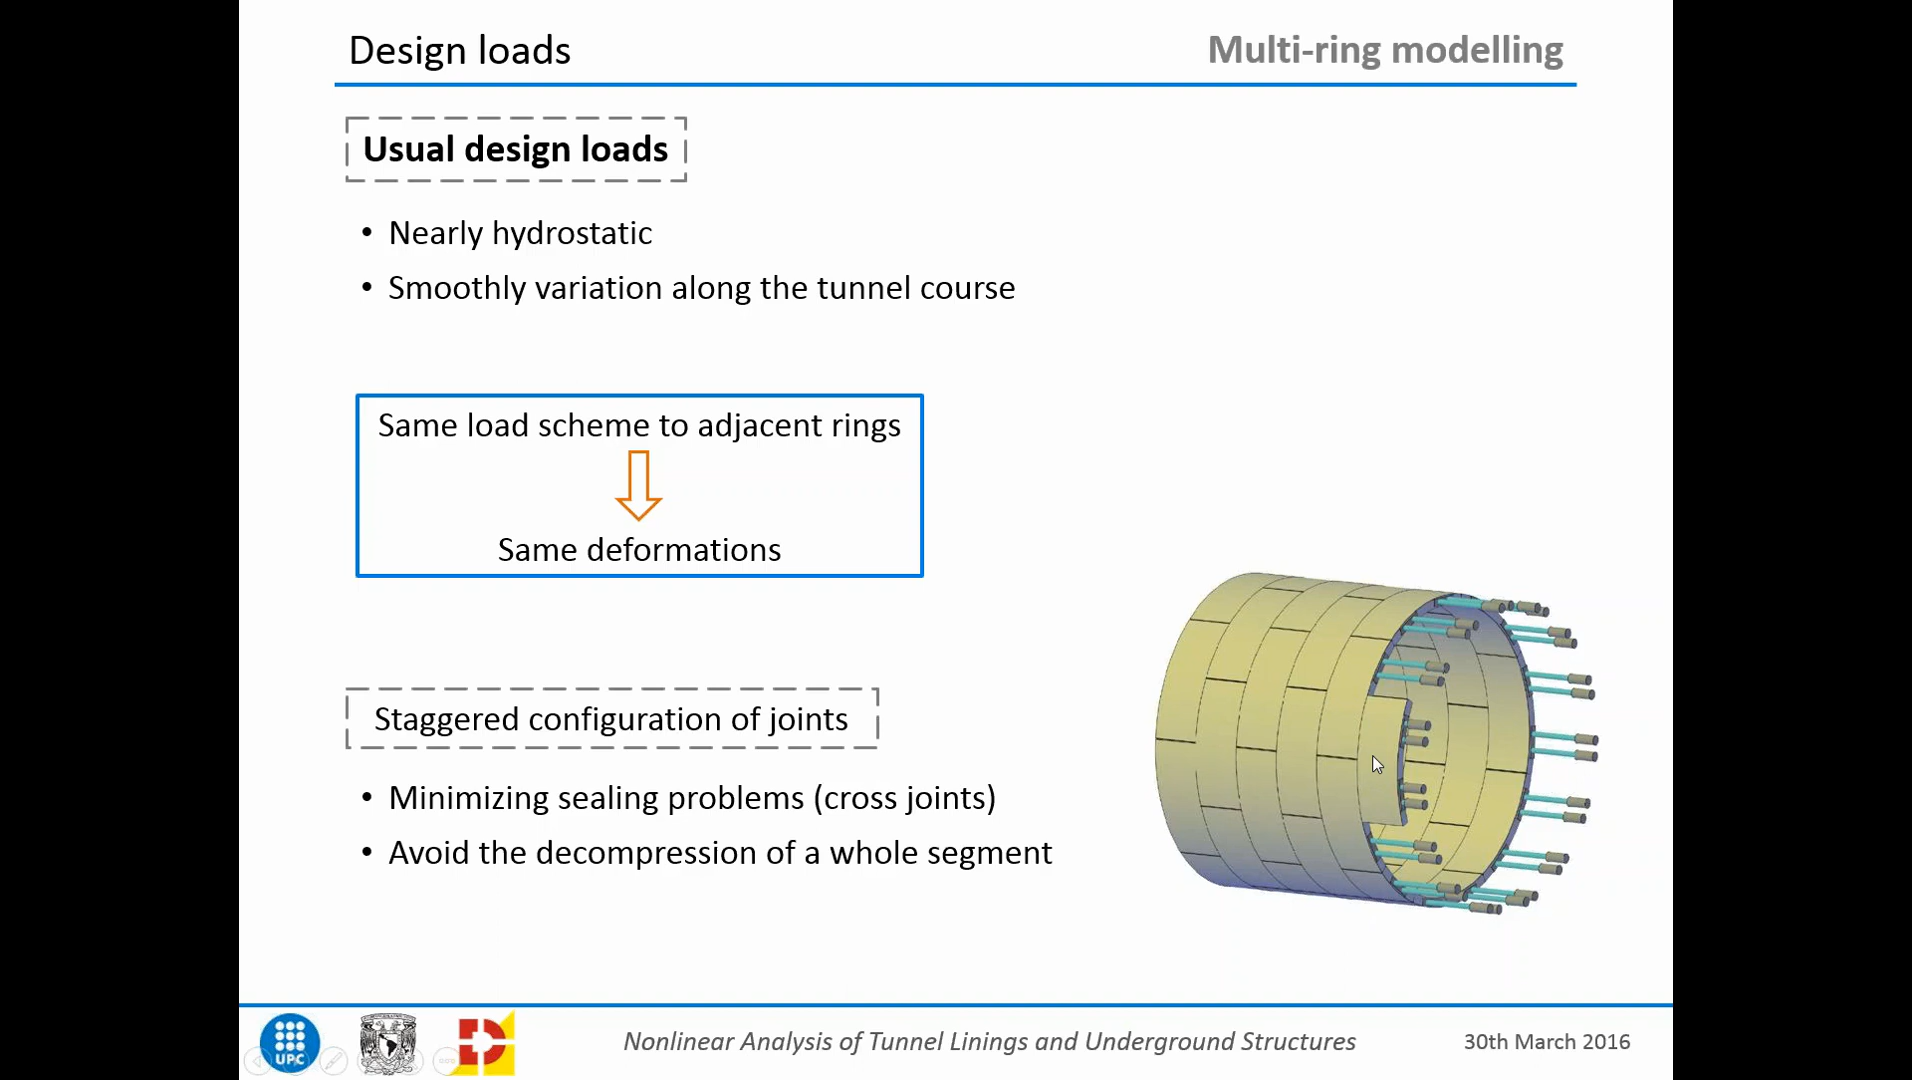 Design loads
Multi-ring modelling
Usual design loads
• Nearly hydrostatic
• Smoothly variation along the tunnel course
Same load scheme to adjacent rings
Same deformations
Staggered configuration of joints
• Minimizing sealing problems (cross joints)
• Avoid the decompression of a whole segment
UPC
Nonlinear Analysis of Tunnel Linings and Underground Structures
30th March 2016